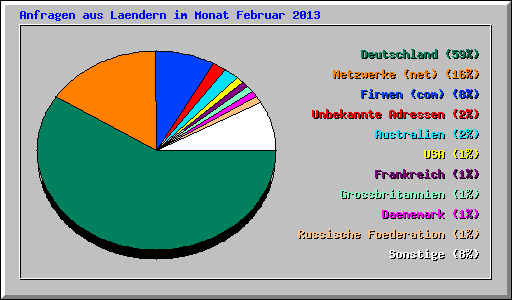 Anfragen aus Laendern im Monat Februar 2013
Deutschland (59%)
Netzwerke (net) (16%)
Firmen (com) (8%)
Unbekannte Adressen (2%)
Australien (2%)
USA (1%)
Frankreich (1%)
Grossbritannien (1%)
Daenemark (1%)
Russische Foederation (1%)
Sonstige (8%)